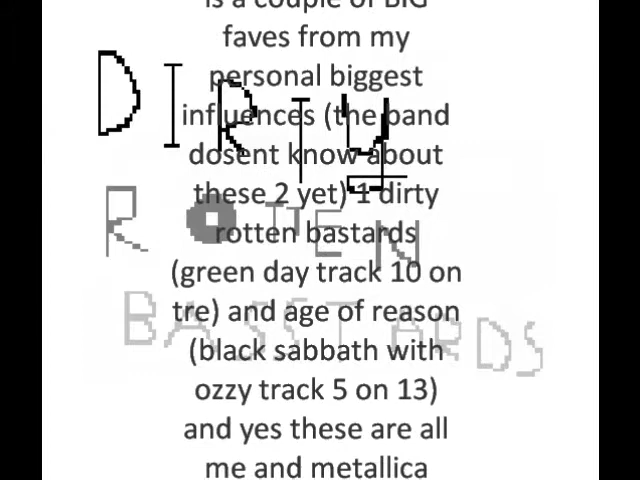 is a couple of BIG
faves from my
personal biggest
influences (the band
dosent know about
these 2 yet) 1 dirty
rotten bastards
(green day track 10 on
tre) and age of reason
(black sabbath with
ozzy track 5 on 13)
and yes these are all
me and metallica
DIRTY
ROTTEN
BASSTARDS